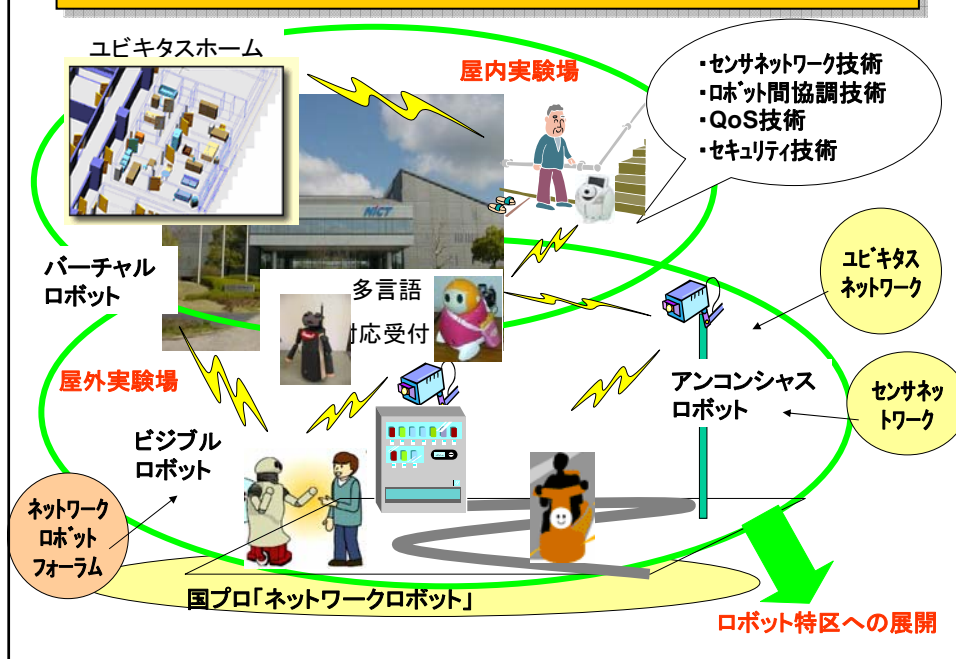 ユビキタスホーム
屋内実験場
・センサネットワーク技術
・ロボット間協調技術
・QoS技術
・セキュリティ技術
NICT
バーチャル
ロボット
多言語
対応受付
ユビキタス
ネットワーク
屋外実験場
アンコンシャス
ロボット
センサネッ
トワーク
ビジブル
ロボット
ネットワーク
ロボット
フォーラム
国プロ「ネットワークロボット」
ロボット特区への展開